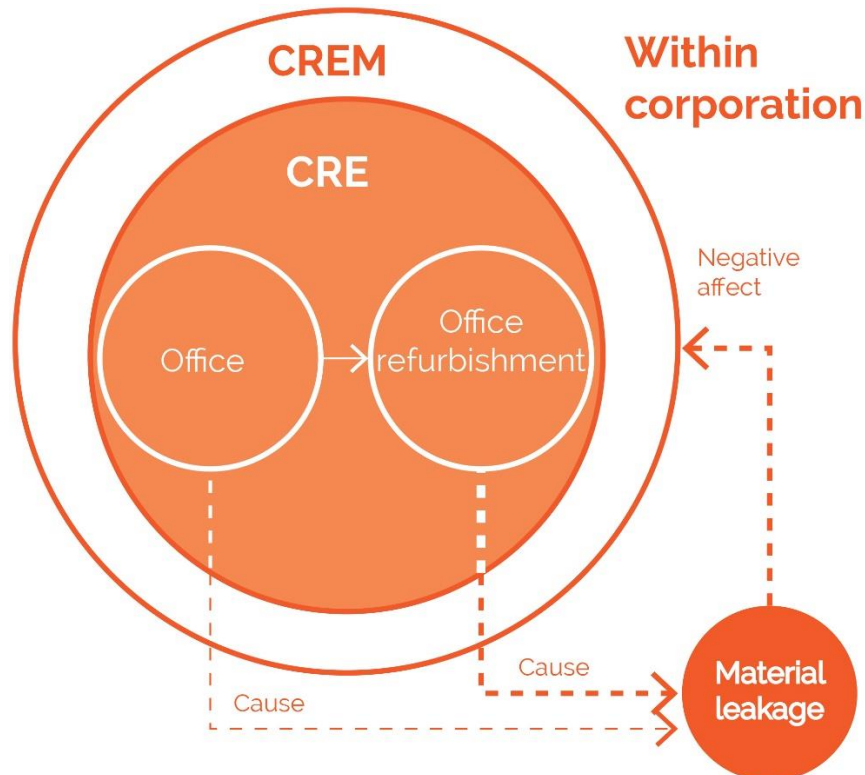 CREM
Within
corporation
CRE
Negative
affect
Office
Office
refurbishment
Cause
Cause
Material
leakage